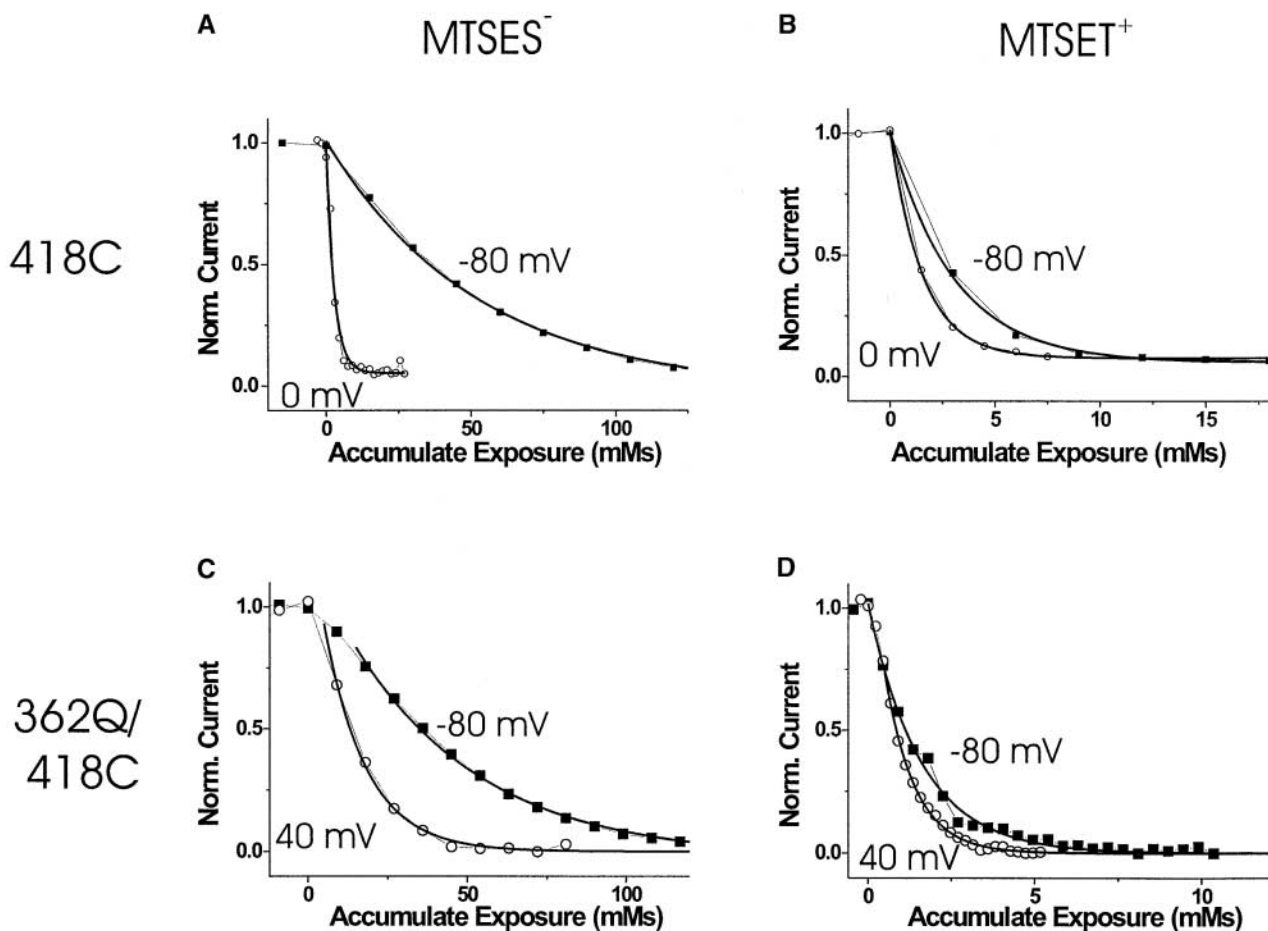 A
MTSES-
B
MTSET+
418C
Norm. Current
1.0
0.5
0.0
-80 mV
0 mV
0
50
100
Accumulate Exposure (mMs)
Norm. Current
1.0
0.5
0.0
-80 mV
0 mV
0
5
10
15
Accumulate Exposure (mMs)
362Q/
418C
C
Norm. Current
1.0
0.5
0.0
-80 mV
40 mV
0
50
100
Accumulate Exposure (mMs)
D
Norm. Current
1.0
0.5
0.0
-80 mV
40 mV
0
5
10
Accumulate Exposure (mMs)